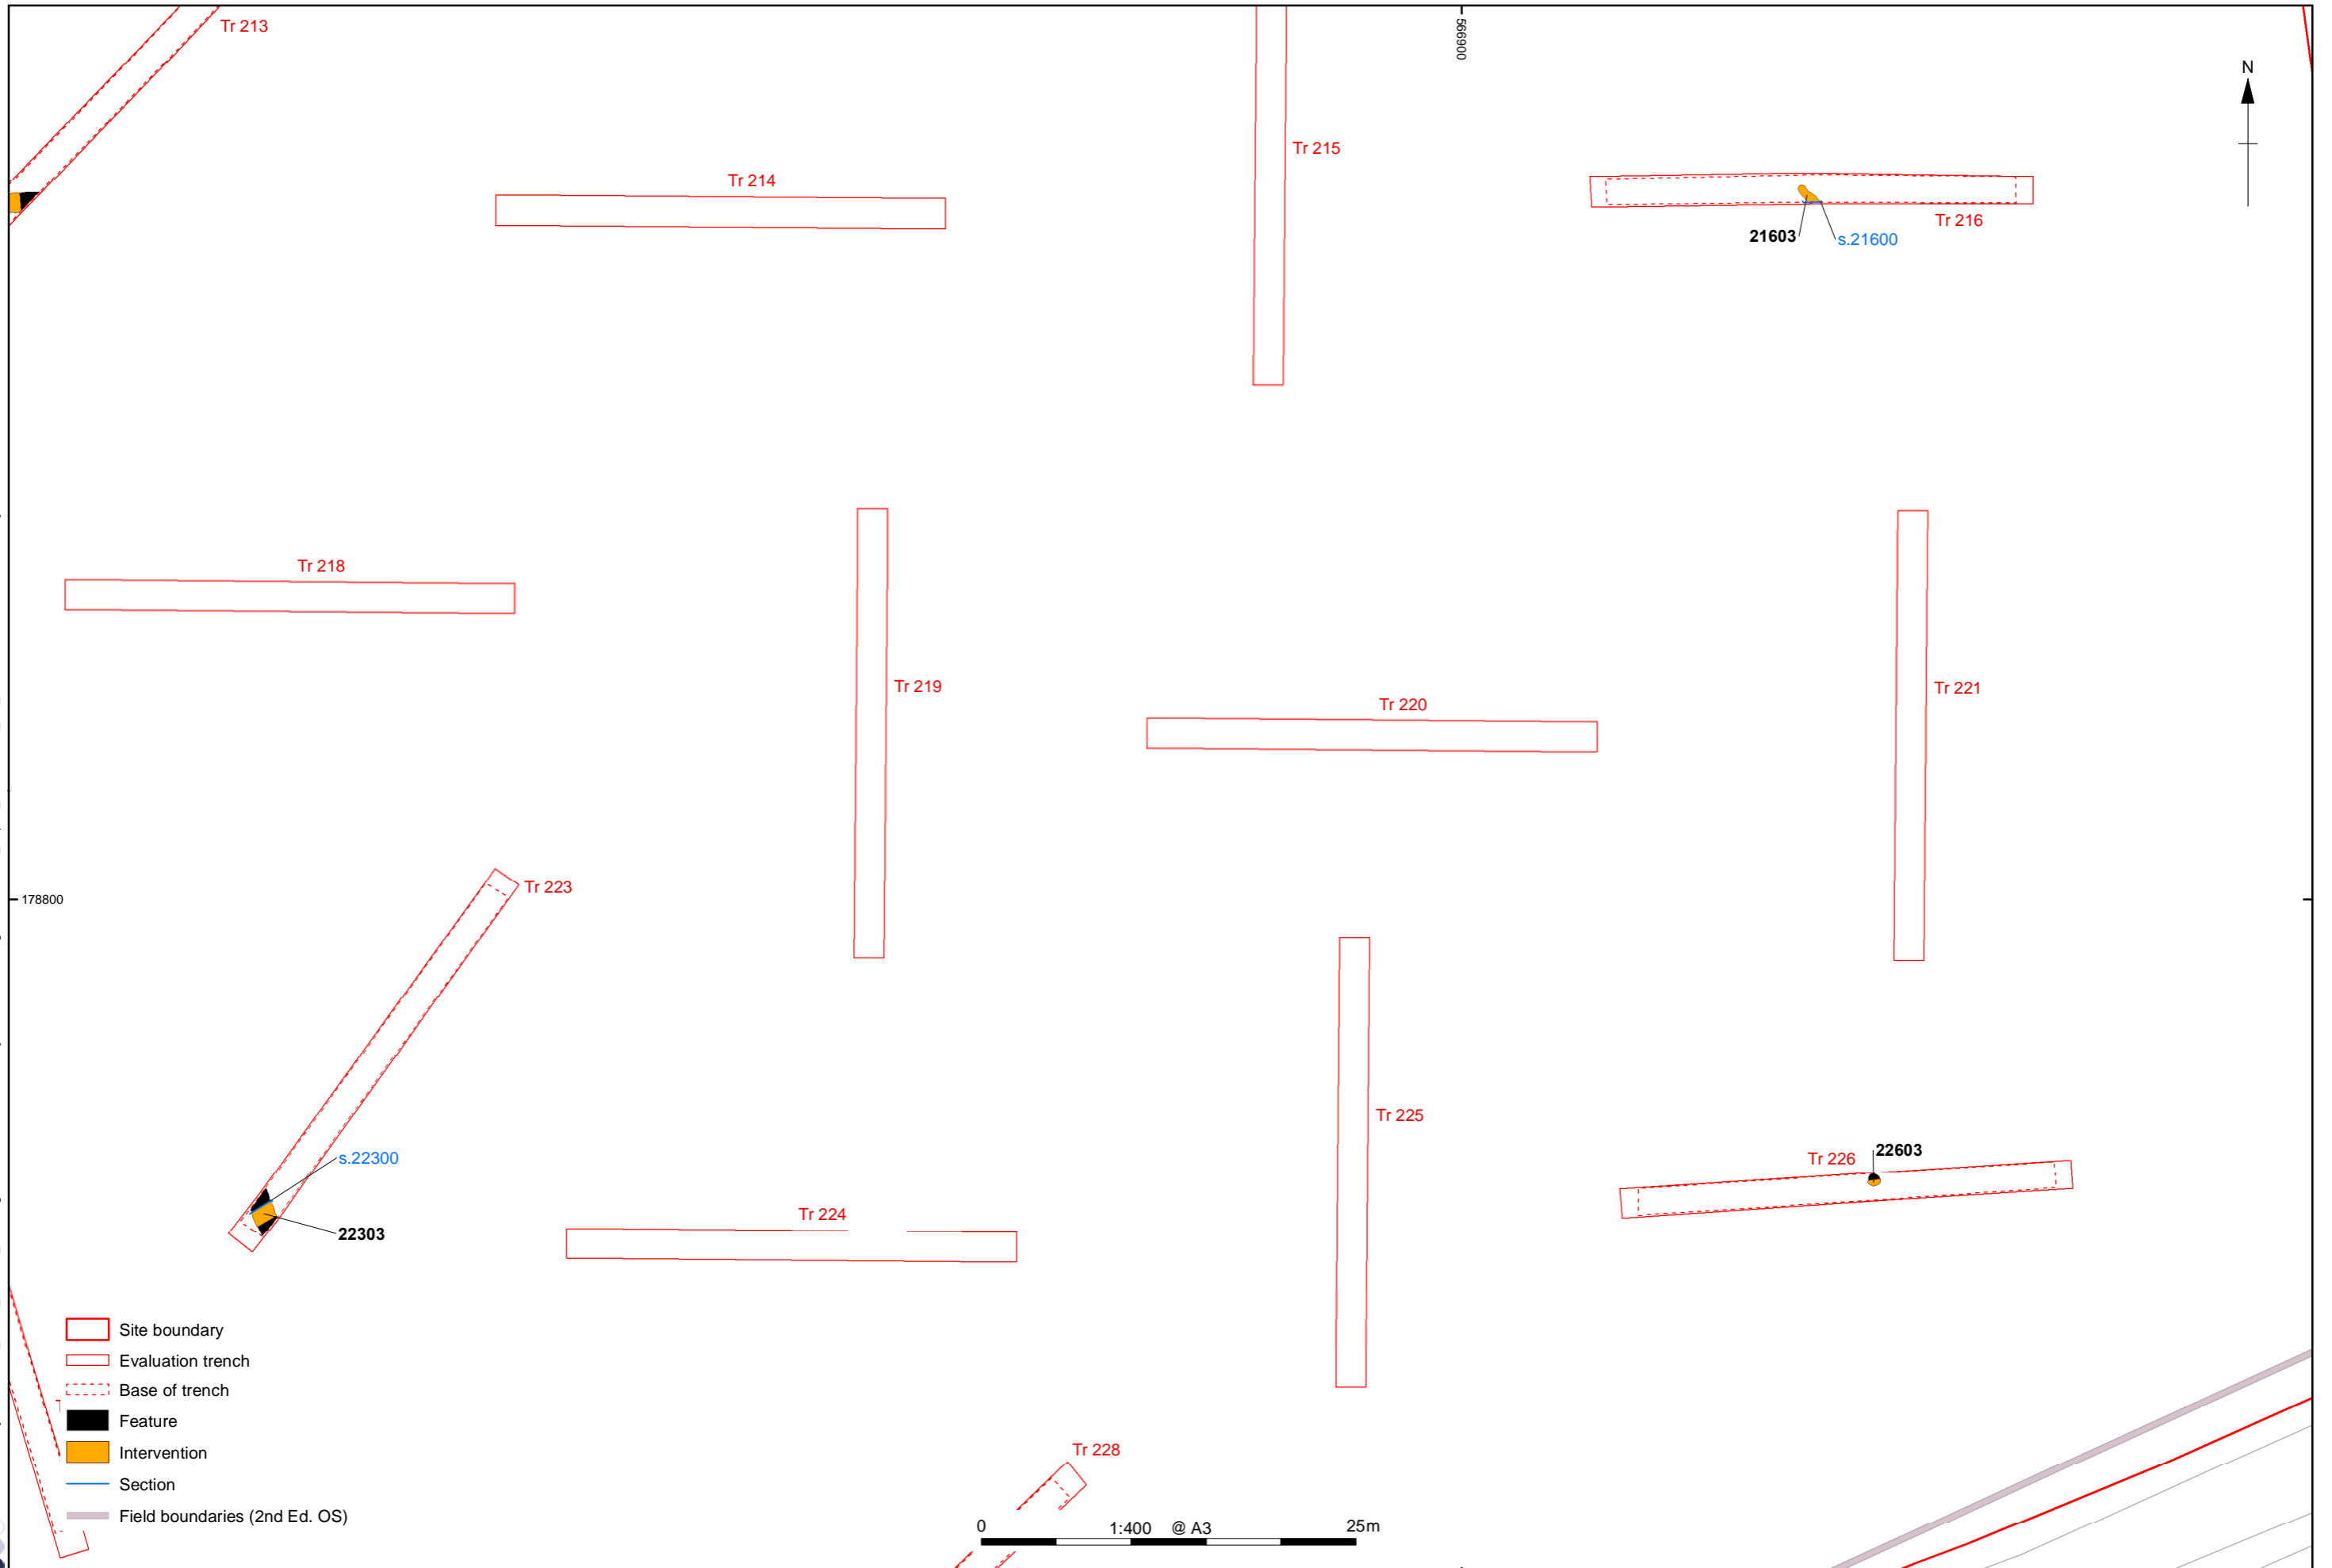 Tr 213
566900
N
Tr 215
Tr 214
Tr 216
21603
s.21600
Tr 218
Tr 219
Tr 221
Tr 220
Tr 223
178800
Tr 225
s.22300
22603
Tr 226
Tr 224
22303
Site boundary
Evaluation trench
Base of trench
Feature
Intervention
Section
Field boundaries (2nd Ed. OS)
Tr 228
0 1:400 @ A3 25m